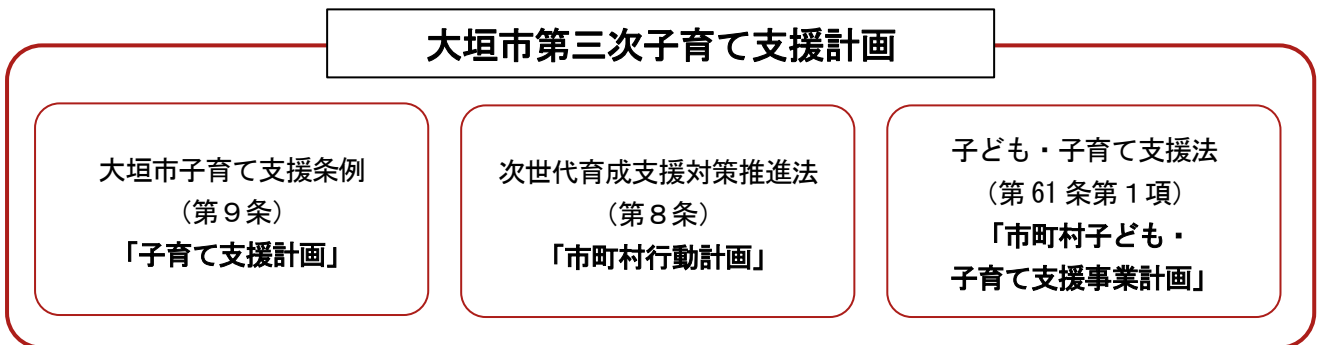 大垣市第三次子育て支援計画
大垣市子育て支援条例
（第９条）
「子育て支援計画」
次世代育成支援対策推進法
（第８条）
「市町村行動計画」
子ども・子育て支援法
（第 61 条第１項）
「市町村子ども・
子育て支援事業計画」